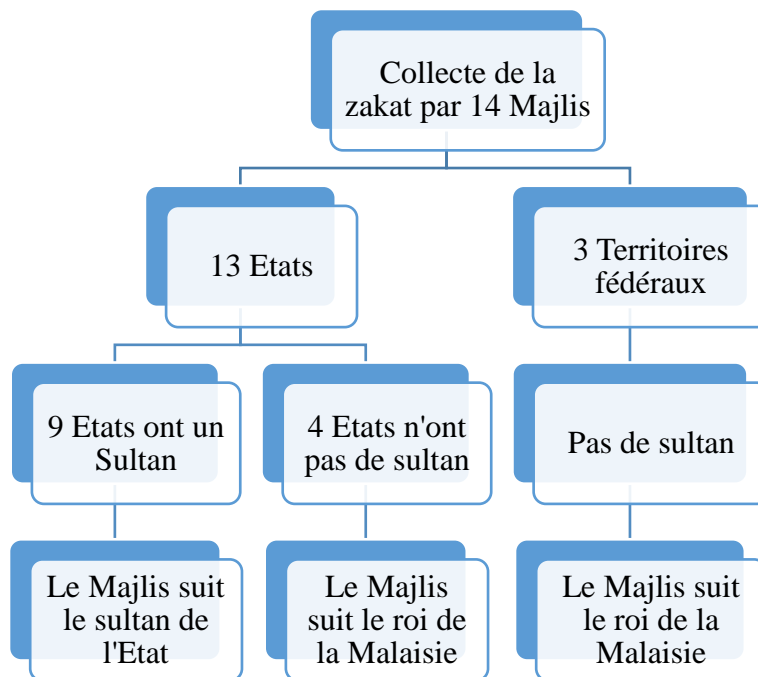 Collecte de la
zakat par 14 Majlis
13 Etats
3 Territoires
fédéraux
9 Etats ont un
Sultan
4 Etats n'ont
pas de sultan
Pas de sultan
Le Majlis suit
le sultan de
l'Etat
Le Majlis
suit le roi de
la Malaisie
Le Majlis suit
le roi de la
Malaisie